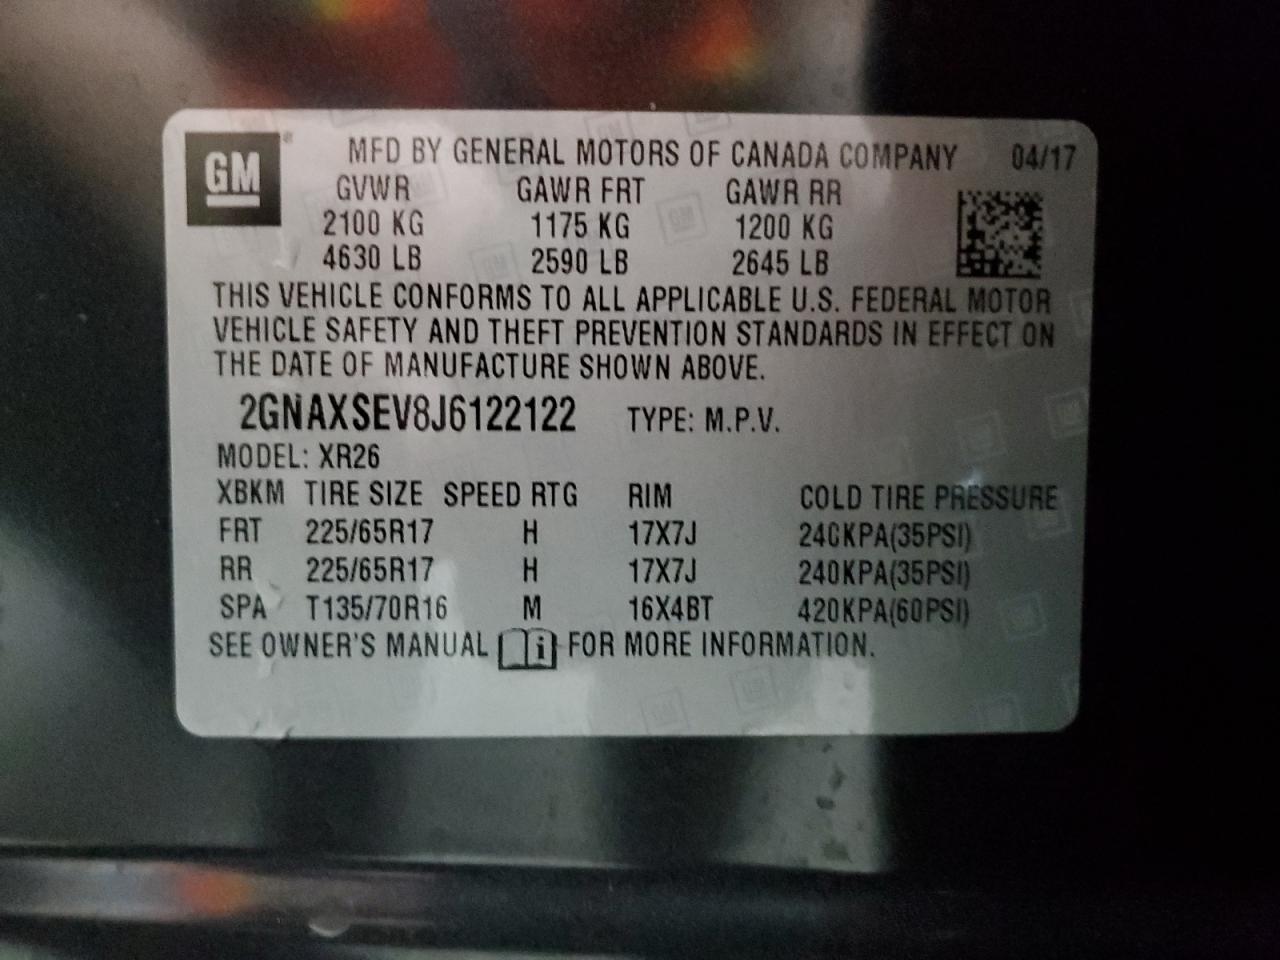 GM ® MFD BY GENERAL MOTORS OF CANADA COMPANY 04/17
GVWR GAWR FRT GAWR RR
2100 KG 1175 KG 1200 KG
4630 LB 2590 LB 2645 LB
THIS VEHICLE CONFORMS TO ALL APPLICABLE U.S. FEDERAL MOTOR
VEHICLE SAFETY AND THEFT PREVENTION STANDARDS IN EFFECT ON
THE DATE OF MANUFACTURE SHOWN ABOVE.
2GNAXSEV8J6122122 TYPE: M.P.V.
MODEL: XR26
XBKM TIRE SIZE SPEED RTG RIM COLD TIRE PRESSURE
FRT 225/65R17 H 17X7J 240KPA(35PSI)
RR 225/65R17 H 17X7J 240KPA(35PSI)
SPA T135/70R16 M 16X4BT 420KPA(60PSI)
SEE OWNER'S MANUAL i FOR MORE INFORMATION.